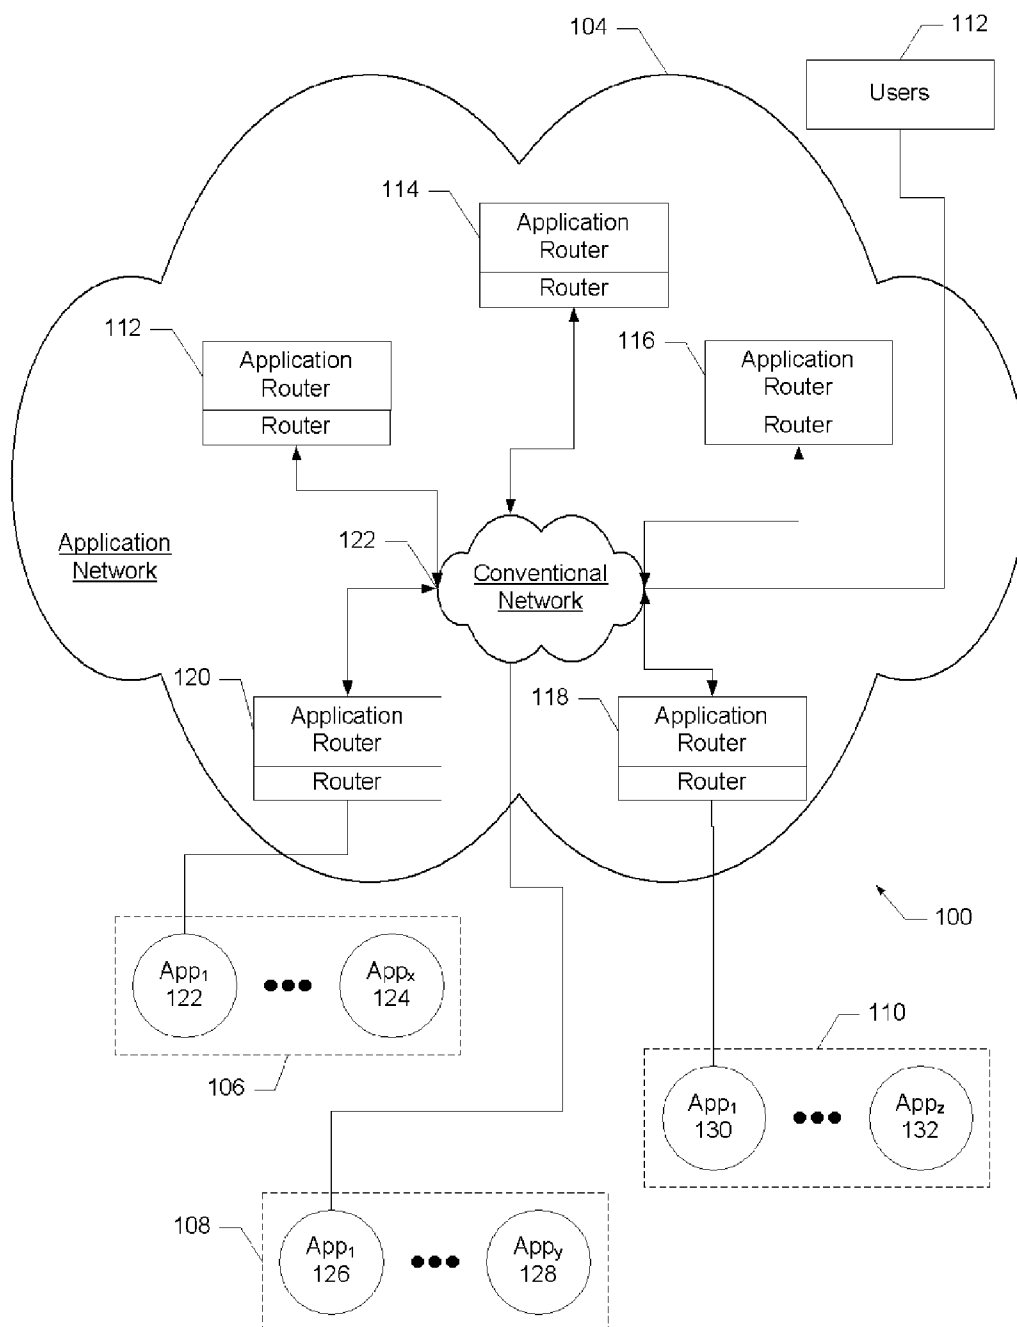 104
112
Users
114
Application
Router
Router
112
Application
Router
Router
116
Application
Router
Router
Application
Network
122
Conventional
Network
120
Application
Router
Router
118
Application
Router
Router
100
App₁
122
Appₓ
124
106
110
App₁
130
App_z
132
108
App₁
126
App_y
128